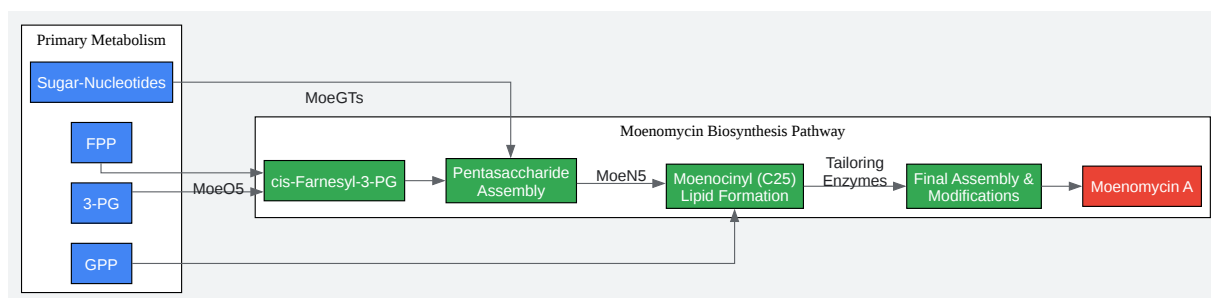 Primary Metabolism
Sugar-Nucleotides
MoeGTs
FPP
3-PG
GPP
MoeO5
Moenomycin Biosynthesis Pathway
cis-Farnesyl-3-PG
Pentasaccharide
Assembly
MoeN5
Moenocinyl (C25)
Lipid Formation
Tailoring
Enzymes
Final Assembly &
Modifications
Moenomycin A